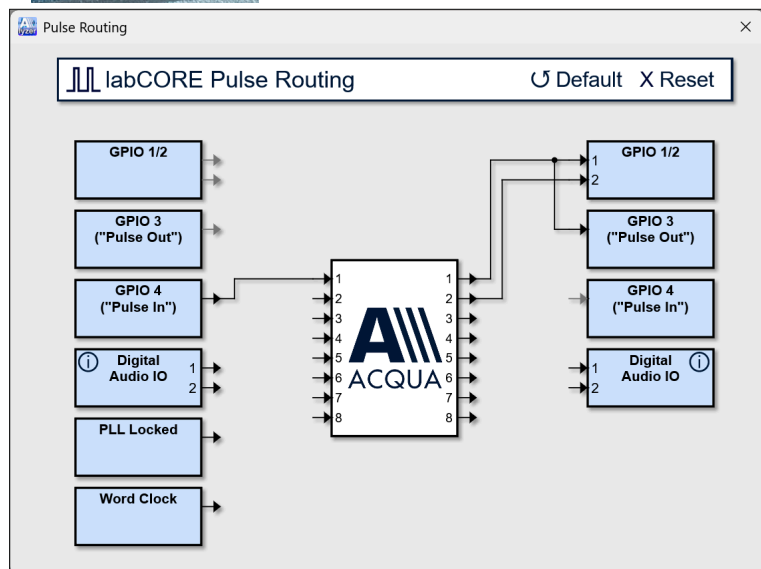 Pulse Routing
labCORE Pulse Routing
Default X Reset
GPIO 1/2
GPIO 3
("Pulse Out")
GPIO 4
("Pulse In")
Digital
Audio IO
1
2
PLL Locked
Word Clock
1 1
2 2
3 3
4 4
5 5
6 6
7 7
8 8
ACQUA
GPIO 1/2
1
2
GPIO 3
("Pulse Out")
GPIO 4
("Pulse In")
Digital
Audio IO
1
2